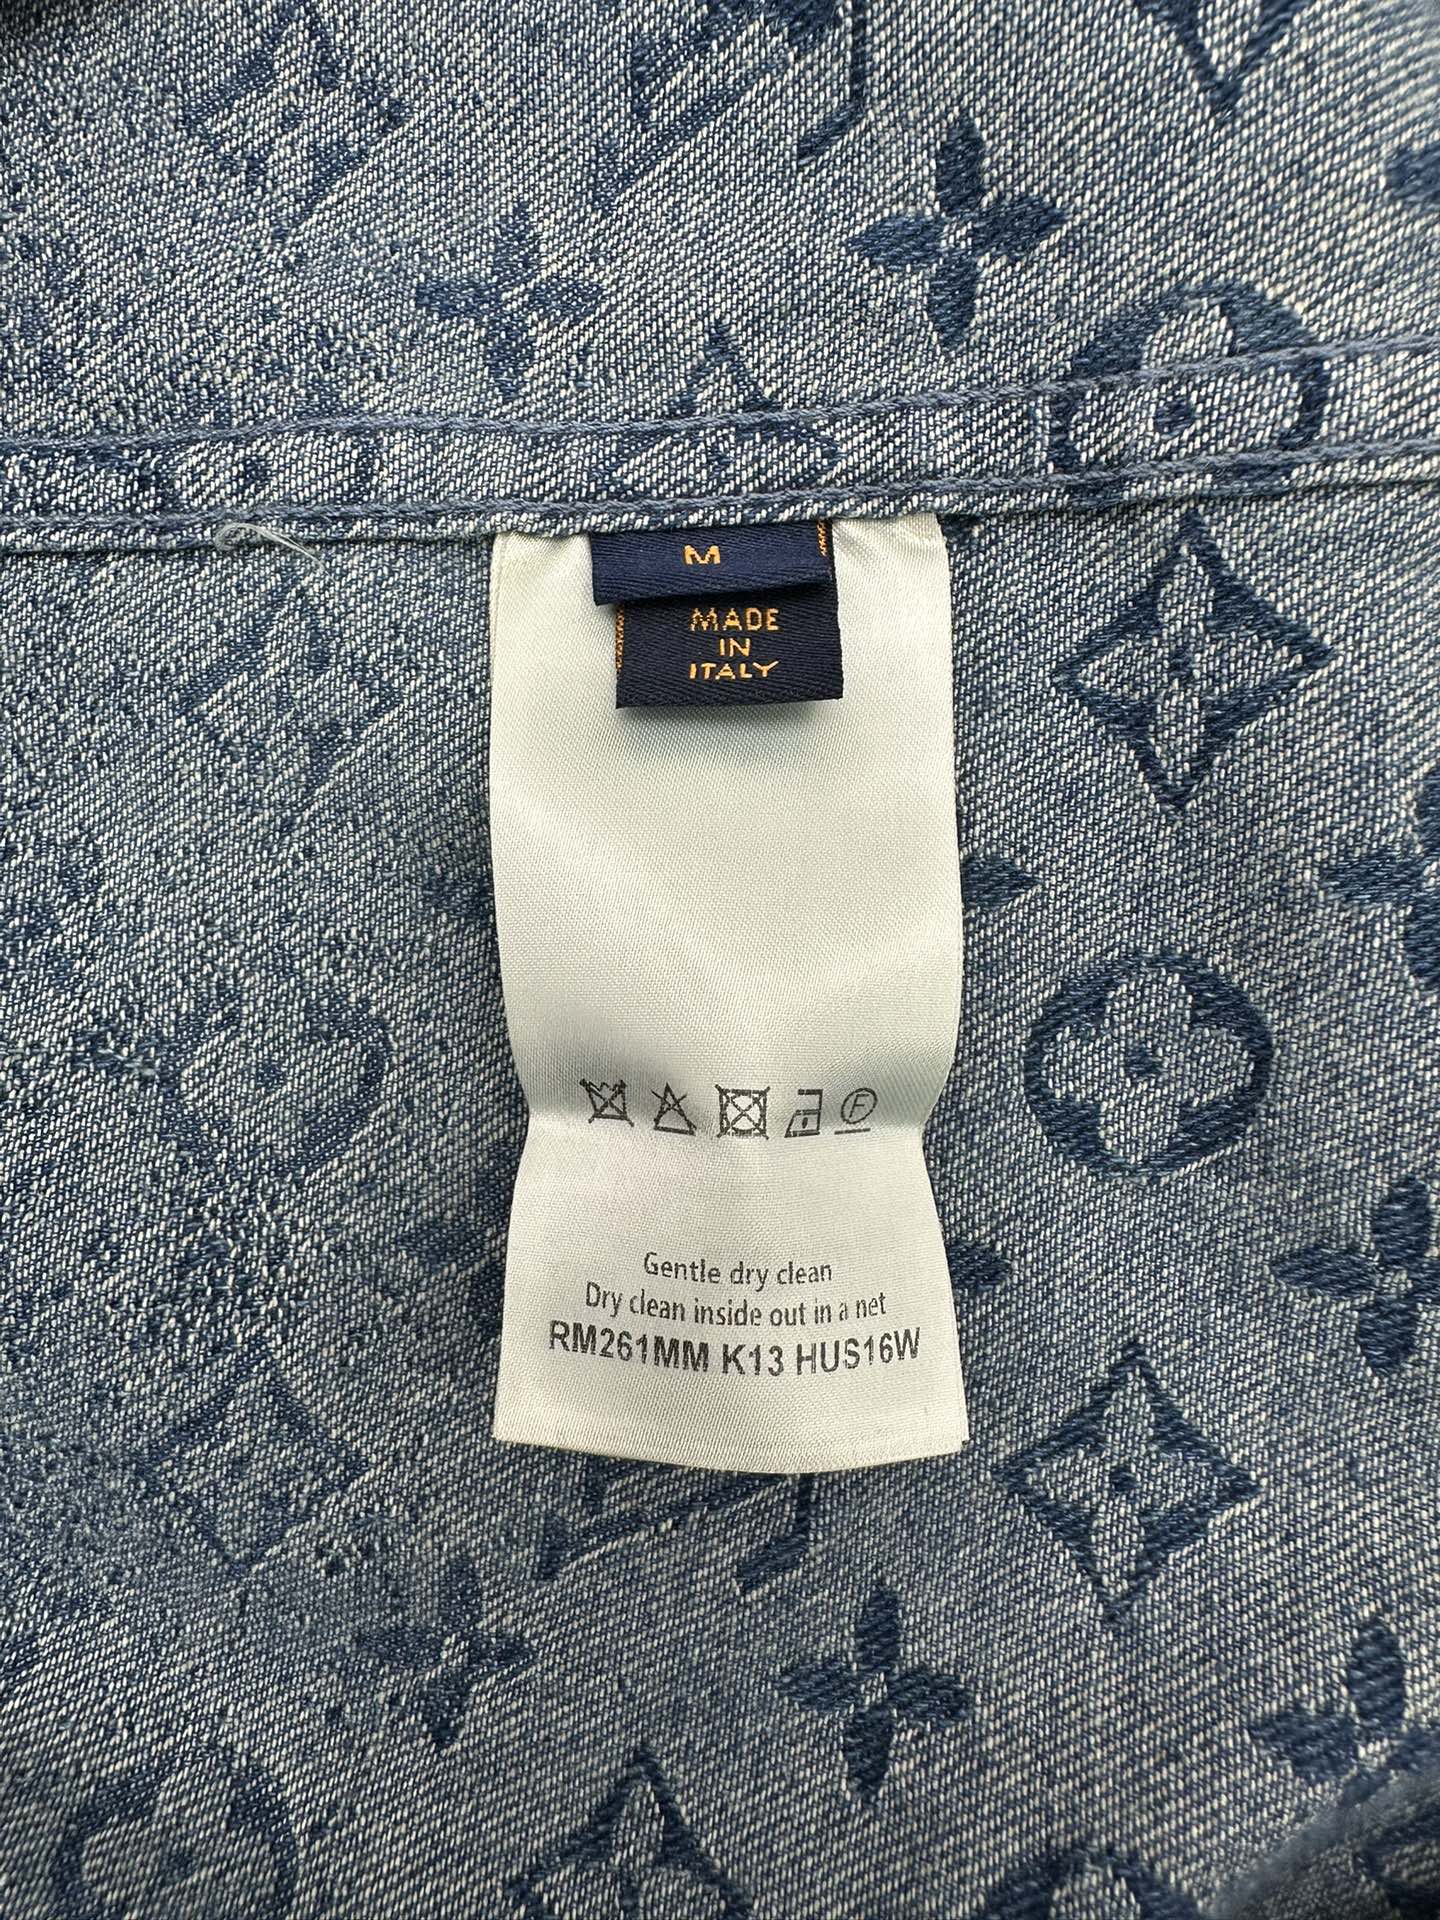 M
MADE
IN
ITALY
F
Gentle dry clean
Dry clean inside out in a net
RM261MM K13 HUS16W